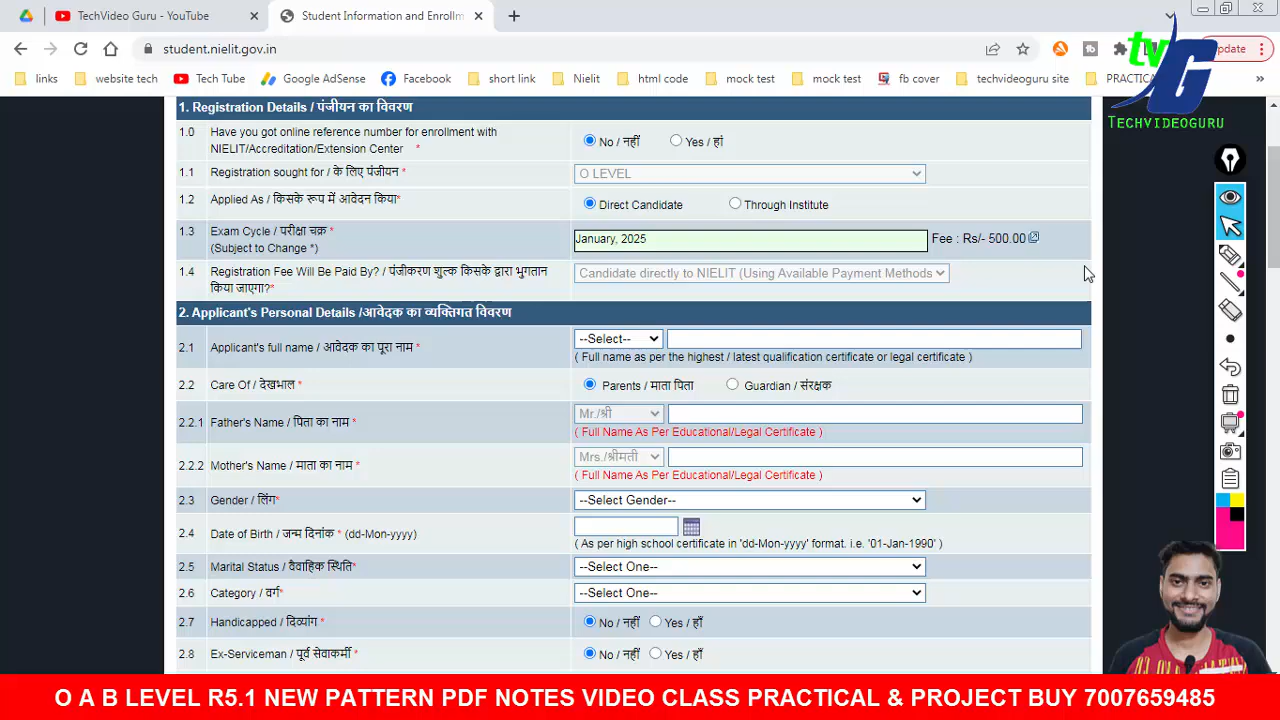 TechVideo Guru - YouTube
Student Information and Enrollm
student.nielit.gov.in
Update
links
website tech
Tech Tube
Google AdSense
Facebook
short link
Nielit
html code
mock test
mock test
fb cover
techvideoguru site
PRACTICA
tvG
TECHVIDEOGURU
1. Registration Details / पंजीयन का विवरण
1.0 Have you got online reference number for enrollment with
NIELIT/Accreditation/Extension Center *
No / नहीं Yes / हां
1.1 Registration sought for / के लिए पंजीयन * O LEVEL
1.2 Applied As / किसके रूप में आवेदन किया* Direct Candidate Through Institute
1.3 Exam Cycle / परीक्षा चक्र *
(Subject to Change *)
January, 2025 Fee : Rs/- 500.00
1.4 Registration Fee Will Be Paid By? / पंजीकरण शुल्क किसके द्वारा भुगतान
किया जाएगा?*
Candidate directly to NIELIT (Using Available Payment Methods
2. Applicant's Personal Details /आवेदक का व्यक्तिगत विवरण
2.1 Applicant's full name / आवेदक का पूरा नाम * --Select--
( Full name as per the highest / latest qualification certificate or legal certificate )
2.2 Care Of / देखभाल * Parents / माता पिता Guardian / संरक्षक
2.2.1 Father's Name / पिता का नाम * Mr./श्री
( Full Name As Per Educational/Legal Certificate )
2.2.2 Mother's Name / माता का नाम * Mrs./श्रीमती
( Full Name As Per Educational/Legal Certificate )
2.3 Gender / लिंग* --Select Gender--
2.4 Date of Birth / जन्म दिनांक * (dd-Mon-yyyy)
( As per high school certificate in 'dd-Mon-yyyy' format. i.e. '01-Jan-1990' )
2.5 Marital Status / वैवाहिक स्थिति* --Select One--
2.6 Category / वर्ग* --Select One--
2.7 Handicapped / दिव्यांग * No / नहीं Yes / हाँ
2.8 Ex-Serviceman / पूर्व सेवाकर्मी * No / नहीं Yes / हाँ
O A B LEVEL R5.1 NEW PATTERN PDF NOTES VIDEO CLASS PRACTICAL & PROJECT BUY 7007659485